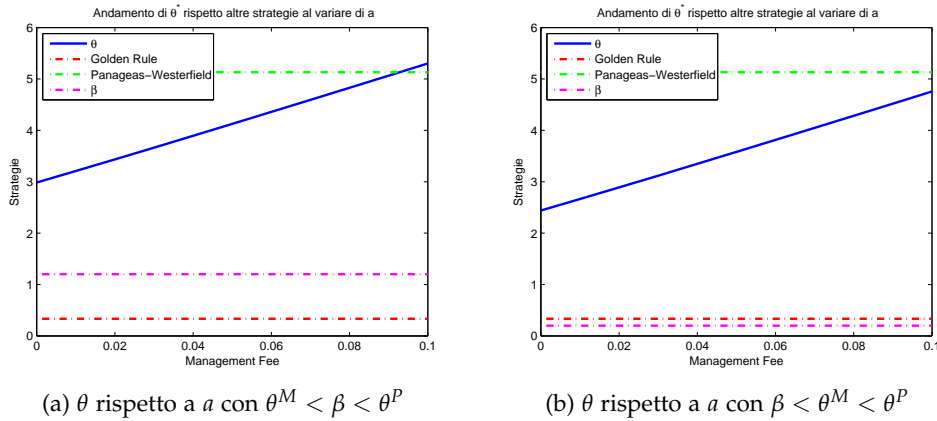 Andamento di θ* rispetto altre strategie al variare di a
6
5
4
3
2
1
0
Strategie
θ
Golden Rule
Panageas−Westerfield
β
0 0.02 0.04 0.06 0.08 0.1
Management Fee
(a) θ rispetto a a con θ^M < β < θ^P
Andamento di θ* rispetto altre strategie al variare di a
6
5
4
3
2
1
0
Strategie
θ
Golden Rule
Panageas−Westerfield
β
0 0.02 0.04 0.06 0.08 0.1
Management Fee
(b) θ rispetto a a con β < θ^M < θ^P